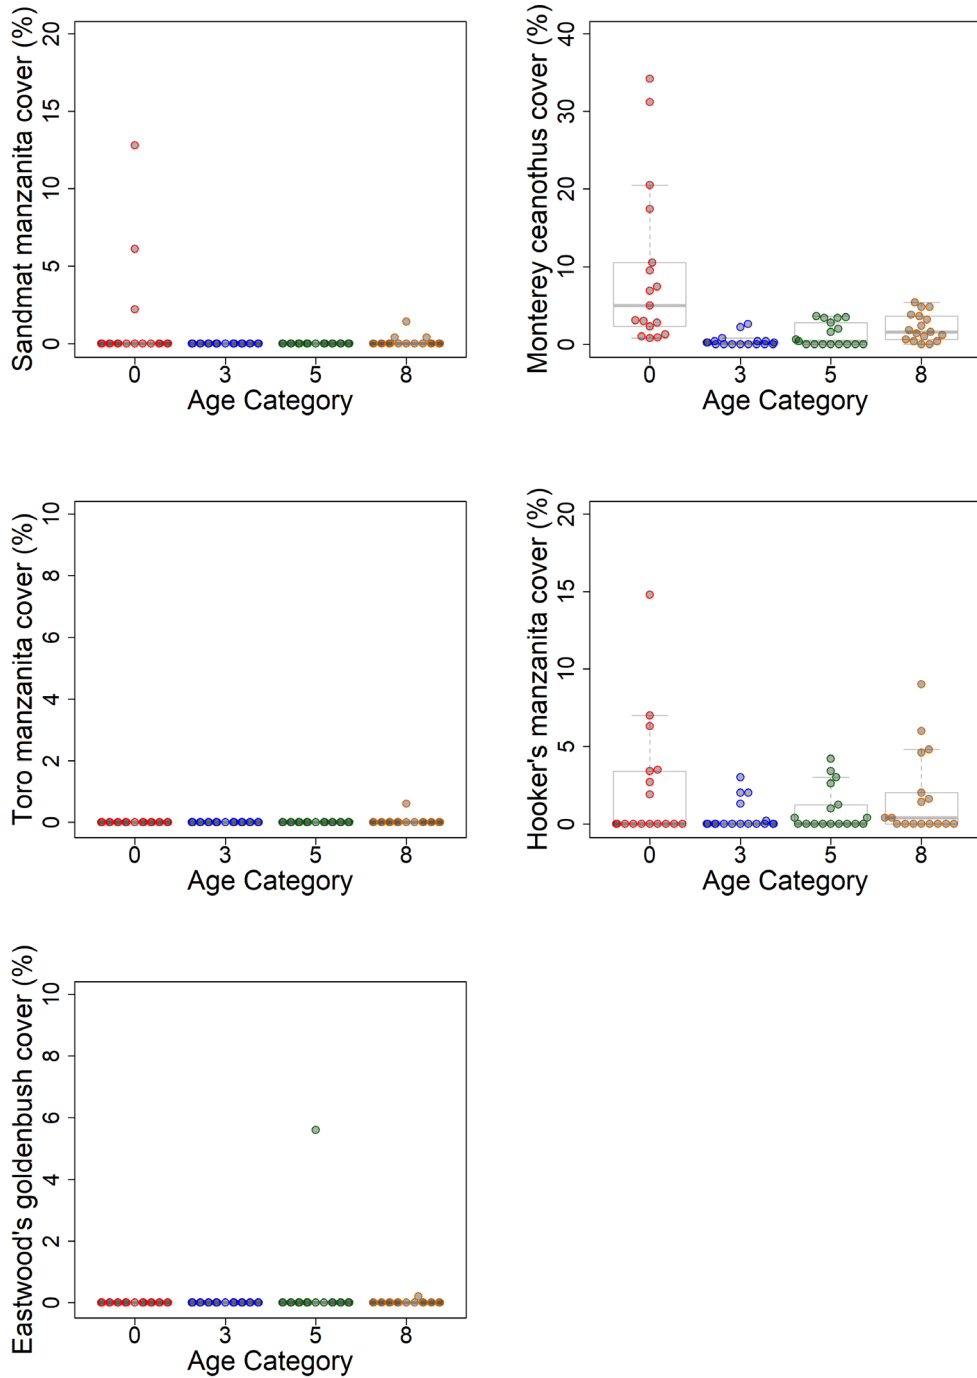 Sandmat manzanita cover (%)
20
15
10
5
0
0 3 5 8
Age Category
Monterey ceanothus cover (%)
40
30
20
10
0
0 3 5 8
Age Category
Toro manzanita cover (%)
10
8
6
4
2
0
0 3 5 8
Age Category
Hooker's manzanita cover (%)
20
15
10
5
0
0 3 5 8
Age Category
Eastwood's goldenbush cover (%)
10
8
6
4
2
0
0 3 5 8
Age Category